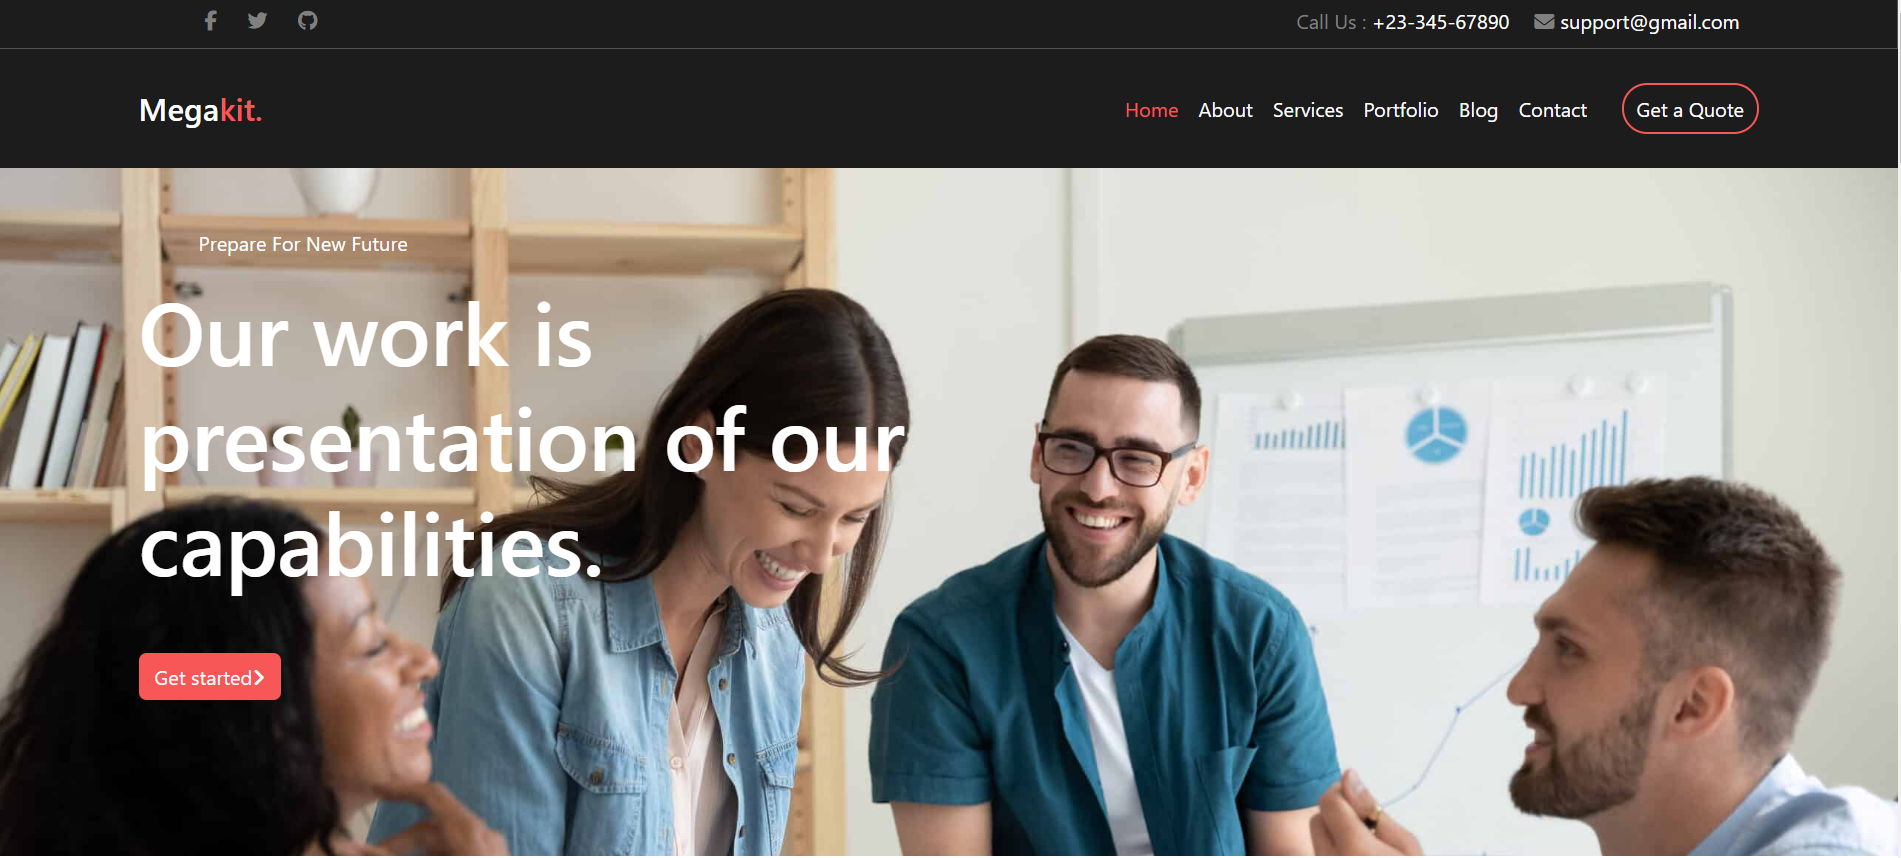 Call Us : +23-345-67890 support@gmail.com
Megakit. Home About Services Portfolio Blog Contact Get a Quote
Prepare For New Future
Our work is
presentation of our
capabilities.
Get started